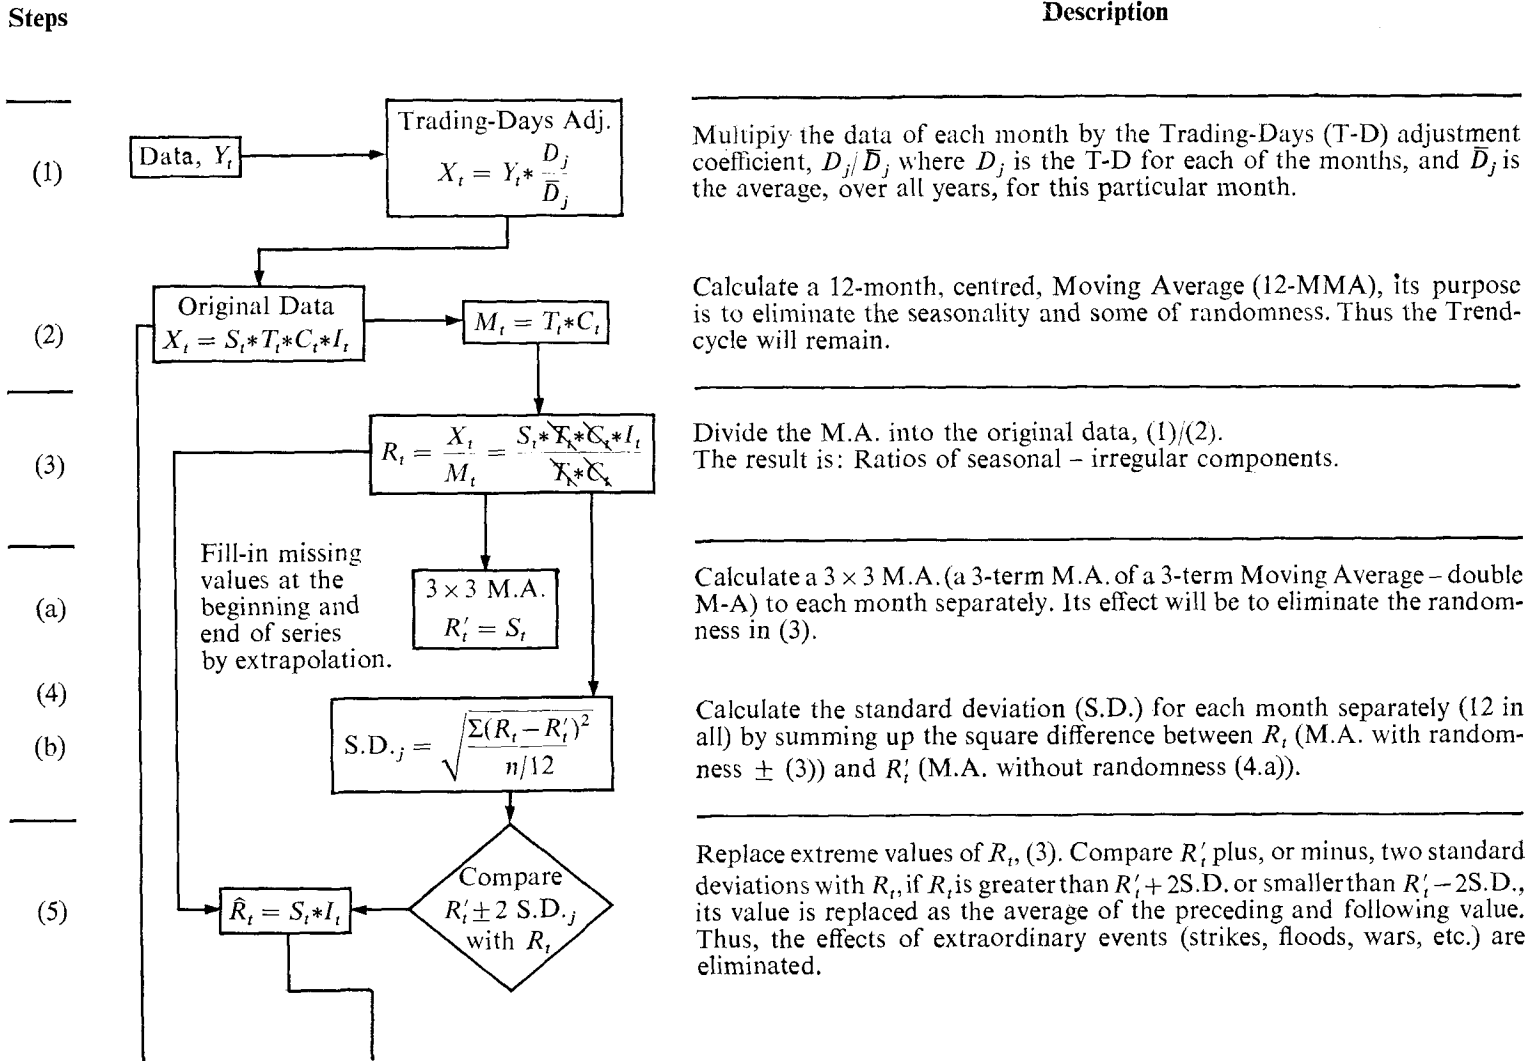 Steps
Description
(1)
Data, Y_t
Trading-Days Adj.
X_t = Y_t * D_j / D̄_j
Multipiy the data of each month by the Trading-Days (T-D) adjustment
coefficient, D_j/D̄_j where D_j is the T-D for each of the months, and D̄_j is
the average, over all years, for this particular month.
(2)
Original Data
X_t = S_t*T_t*C_t*I_t
M_t = T_t*C_t
Calculate a 12-month, centred, Moving Average (12-MMA), its purpose
is to eliminate the seasonality and some of randomness. Thus the Trend-
cycle will remain.
(3)
R_t = X_t / M_t = S_t*T_t*C_t*I_t / T_t*C_t
Divide the M.A. into the original data, (1)/(2).
The result is: Ratios of seasonal – irregular components.
Fill-in missing
values at the
beginning and
end of series
by extrapolation.
(a)
3 × 3 M.A.
R′_t = S_t
Calculate a 3 × 3 M.A. (a 3-term M.A. of a 3-term Moving Average – double
M-A) to each month separately. Its effect will be to eliminate the random-
ness in (3).
(4)
(b)
S.D._j = √(Σ(R_t – R′_t)² / n/12)
Calculate the standard deviation (S.D.) for each month separately (12 in
all) by summing up the square difference between R_t (M.A. with random-
ness ± (3)) and R′_t (M.A. without randomness (4.a)).
(5)
R̂_t = S_t*I_t
Compare
R′_t ± 2 S.D._j
with R_t
Replace extreme values of R_t, (3). Compare R′_t plus, or minus, two standard
deviations with R_t, if R_t is greater than R′_t + 2S.D. or smaller than R′_t – 2S.D.,
its value is replaced as the average of the preceding and following value.
Thus, the effects of extraordinary events (strikes, floods, wars, etc.) are
eliminated.